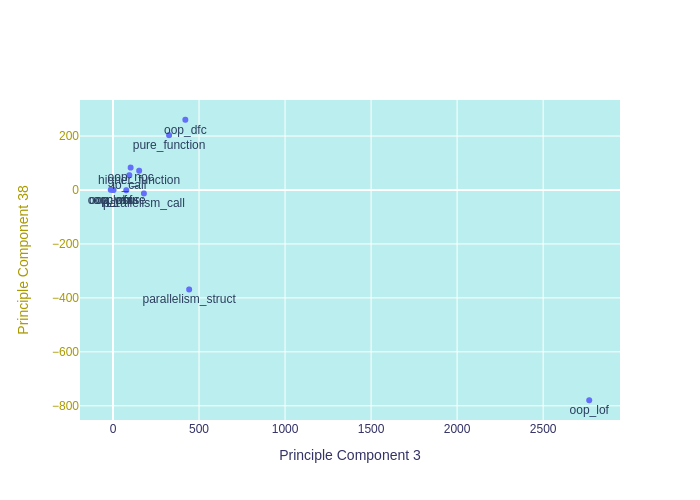 200
0
−200
−400
−600
−800
Principle Component 38
oop_dfc
pure_function
higher_function
parallelism_call
parallelism_struct
oop_lof
0
500
1000
1500
2000
2500
Principle Component 3